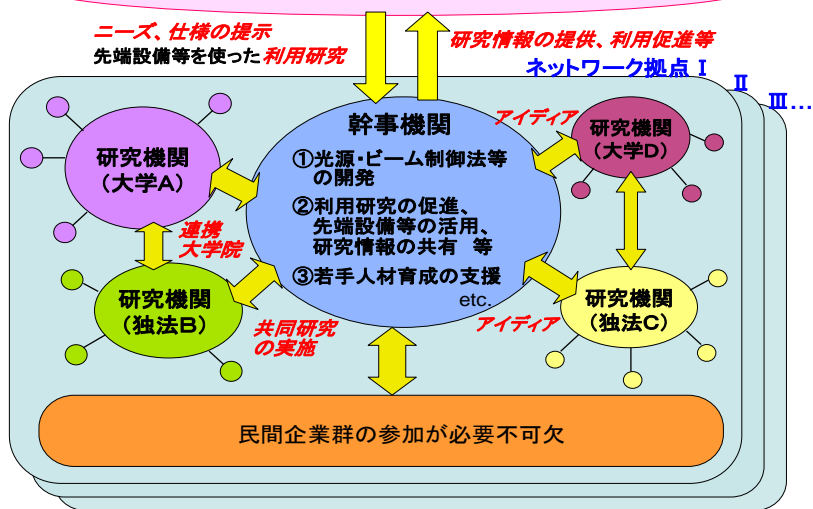 ニーズ、仕様の提示
先端設備等を使った利用研究
研究情報の提供、利用促進等
ネットワーク拠点Ⅰ
Ⅱ
Ⅲ…
幹事機関
①光源・ビーム制御法等
の開発
②利用研究の促進、
先端設備等の活用、
研究情報の共有 等
③若手人材育成の支援
etc.
研究機関
（大学A）
アイディア
研究機関
（大学D）
連携
大学院
研究機関
（独法B）
共同研究
の実施
アイディア
研究機関
（独法C）
民間企業群の参加が必要不可欠